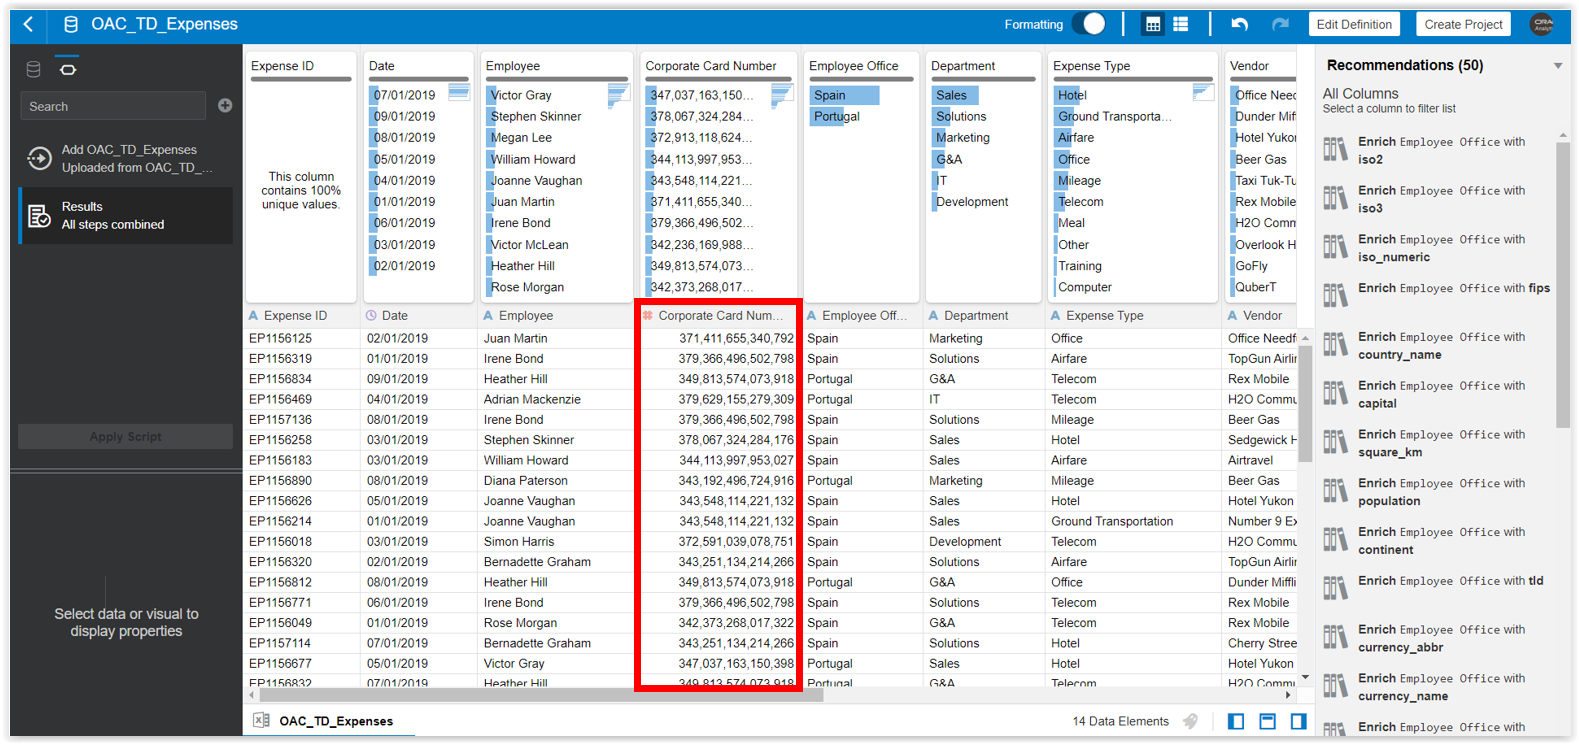 OAC_TD_Expenses
Formatting
Edit Definition
Create Project
Search
Add OAC_TD_Expenses
Uploaded from OAC_TD_...
Results
All steps combined
Apply Script
Select data or visual to
display properties
Expense ID
This column
contains 100%
unique values.
Date
07/01/2019
09/01/2019
08/01/2019
05/01/2019
04/01/2019
01/01/2019
06/01/2019
03/01/2019
02/01/2019
Employee
Victor Gray
Stephen Skinner
Megan Lee
William Howard
Joanne Vaughan
Juan Martin
Irene Bond
Victor McLean
Heather Hill
Rose Morgan
Corporate Card Number
347,037,163,150...
378,067,324,284...
372,913,118,624...
344,113,997,953...
343,548,114,221...
371,411,655,340...
379,366,496,502...
342,236,169,988...
349,813,574,073...
342,373,268,017...
Employee Office
Spain
Portugal
Department
Sales
Solutions
Marketing
G&A
IT
Development
Expense Type
Hotel
Ground Transporta...
Airfare
Office
Mileage
Telecom
Meal
Other
Training
Computer
Vendor
Office Need
Dunder Miffl
Hotel Yukon
Beer Gas
Taxi Tuk-Tu
Rex Mobile
H2O Comm
Overlook H
GoFly
QuberT
A Expense ID Date A Employee # Corporate Card Num... A Employee Off... A Department A Expense Type A Vendor
EP1156125 02/01/2019 Juan Martin 371,411,655,340,792 Spain Marketing Office Office Needf
EP1156319 01/01/2019 Irene Bond 379,366,496,502,798 Spain Solutions Airfare TopGun Airlin
EP1156834 09/01/2019 Heather Hill 349,813,574,073,918 Portugal G&A Telecom Rex Mobile
EP1156469 04/01/2019 Adrian Mackenzie 379,629,155,279,309 Portugal IT Telecom H2O Commu
EP1157136 08/01/2019 Irene Bond 379,366,496,502,798 Spain Solutions Mileage Beer Gas
EP1156258 03/01/2019 Stephen Skinner 378,067,324,284,176 Spain Sales Hotel Sedgewick H
EP1156183 03/01/2019 William Howard 344,113,997,953,027 Spain Sales Airfare Airtravel
EP1156890 08/01/2019 Diana Paterson 343,192,496,724,916 Portugal Marketing Mileage Beer Gas
EP1156626 05/01/2019 Joanne Vaughan 343,548,114,221,132 Spain Sales Hotel Hotel Yukon
EP1156214 01/01/2019 Joanne Vaughan 343,548,114,221,132 Spain Sales Ground Transportation Number 9 Ex
EP1156018 03/01/2019 Simon Harris 372,591,039,078,751 Spain Development Telecom H2O Commu
EP1156320 02/01/2019 Bernadette Graham 343,251,134,214,266 Spain Solutions Airfare TopGun Airlin
EP1156812 08/01/2019 Heather Hill 349,813,574,073,918 Portugal G&A Office Dunder Miffli
EP1156771 06/01/2019 Irene Bond 379,366,496,502,798 Spain Solutions Telecom Rex Mobile
EP1156049 01/01/2019 Rose Morgan 342,373,268,017,322 Spain G&A Telecom Rex Mobile
EP1157114 07/01/2019 Bernadette Graham 343,251,134,214,266 Spain Solutions Hotel Cherry Stree
EP1156677 05/01/2019 Victor Gray 347,037,163,150,398 Portugal Sales Hotel Hotel Yukon
EP1156832 07/01/2019 Heather Hill 349,813,574,073,918 Portugal G&A Telecom H2O Commu
OAC_TD_Expenses
14 Data Elements
Recommendations (50)
All Columns
Select a column to filter list
Enrich Employee Office with
iso2
Enrich Employee Office with
iso3
Enrich Employee Office with
iso_numeric
Enrich Employee Office with fips
Enrich Employee Office with
country_name
Enrich Employee Office with
capital
Enrich Employee Office with
square_km
Enrich Employee Office with
population
Enrich Employee Office with
continent
Enrich Employee Office with tld
Enrich Employee Office with
currency_abbr
Enrich Employee Office with
currency_name
Enrich Employee Office with